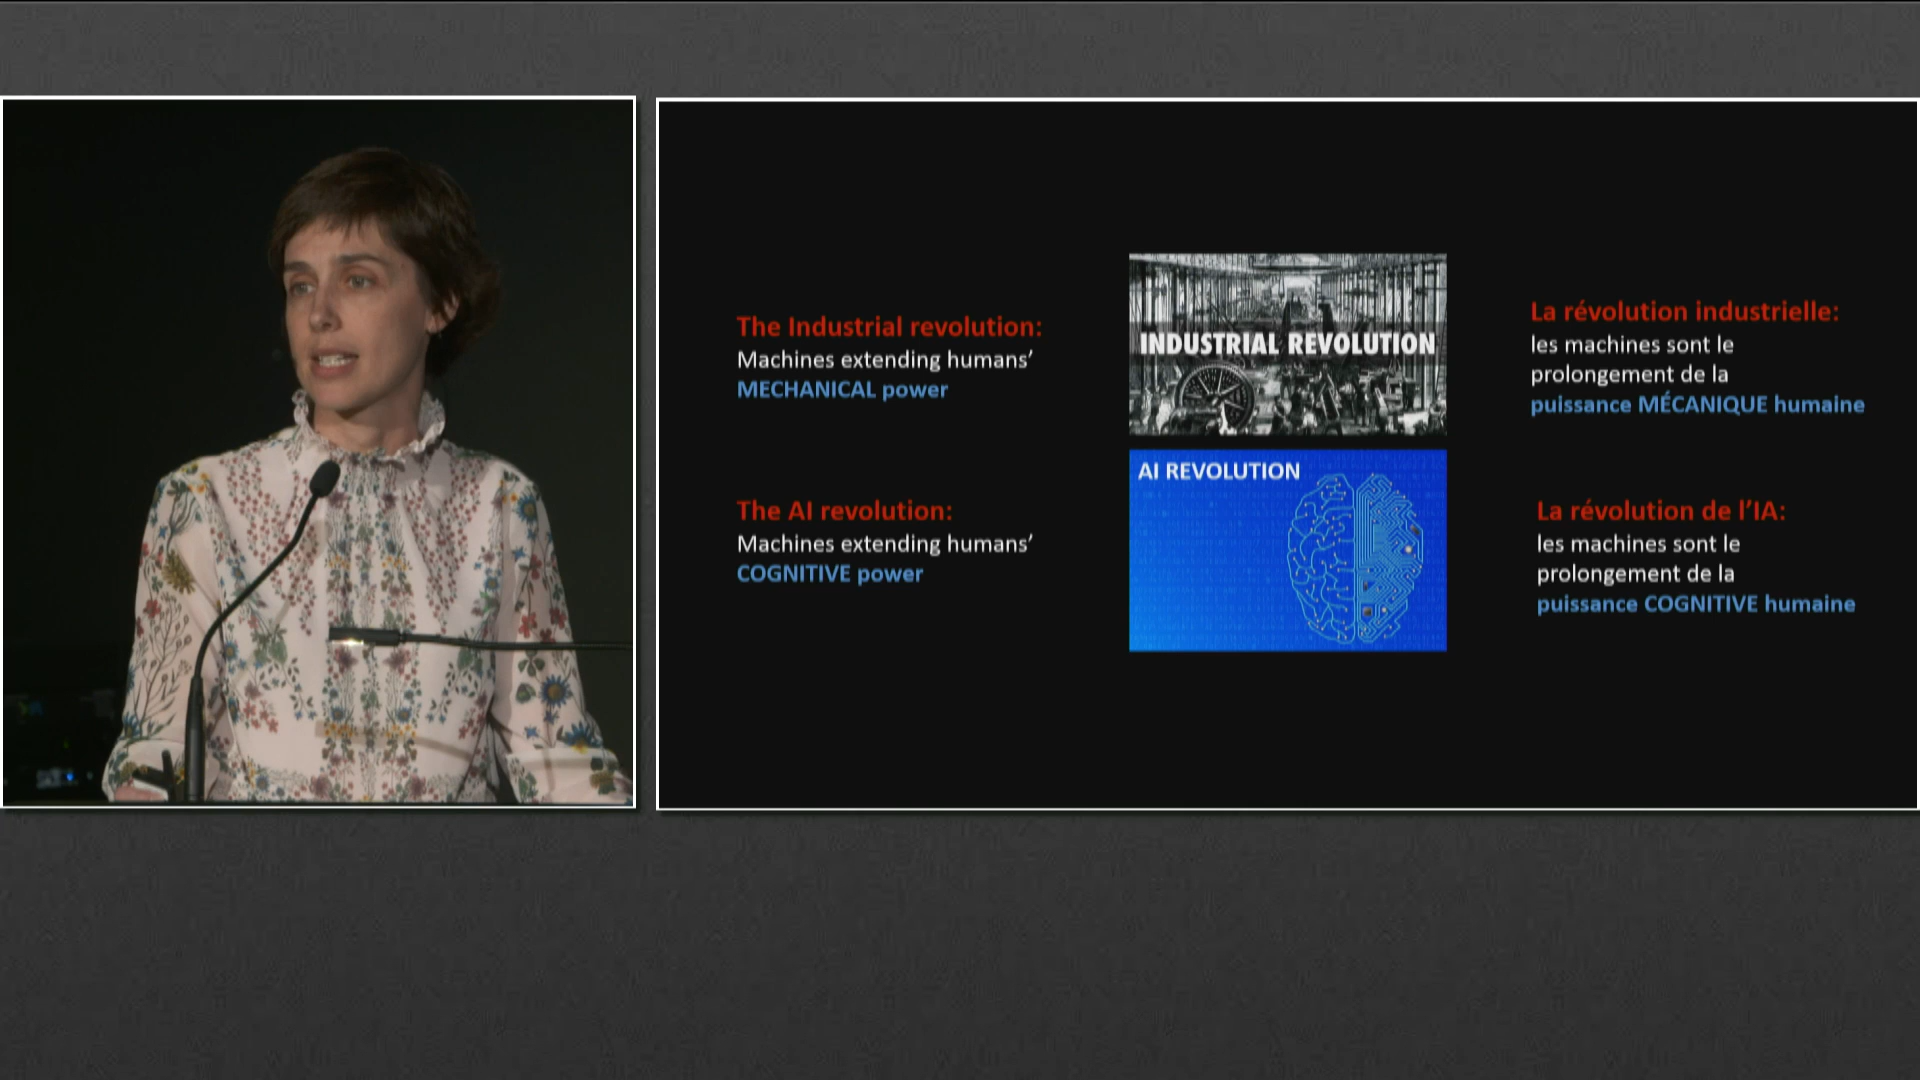 The Industrial revolution:
Machines extending humans’
MECHANICAL power
The AI revolution:
Machines extending humans’
COGNITIVE power
INDUSTRIAL REVOLUTION
AI REVOLUTION
La révolution industrielle:
les machines sont le
prolongement de la
puissance MÉCANIQUE humaine
La révolution de l’IA:
les machines sont le
prolongement de la
puissance COGNITIVE humaine